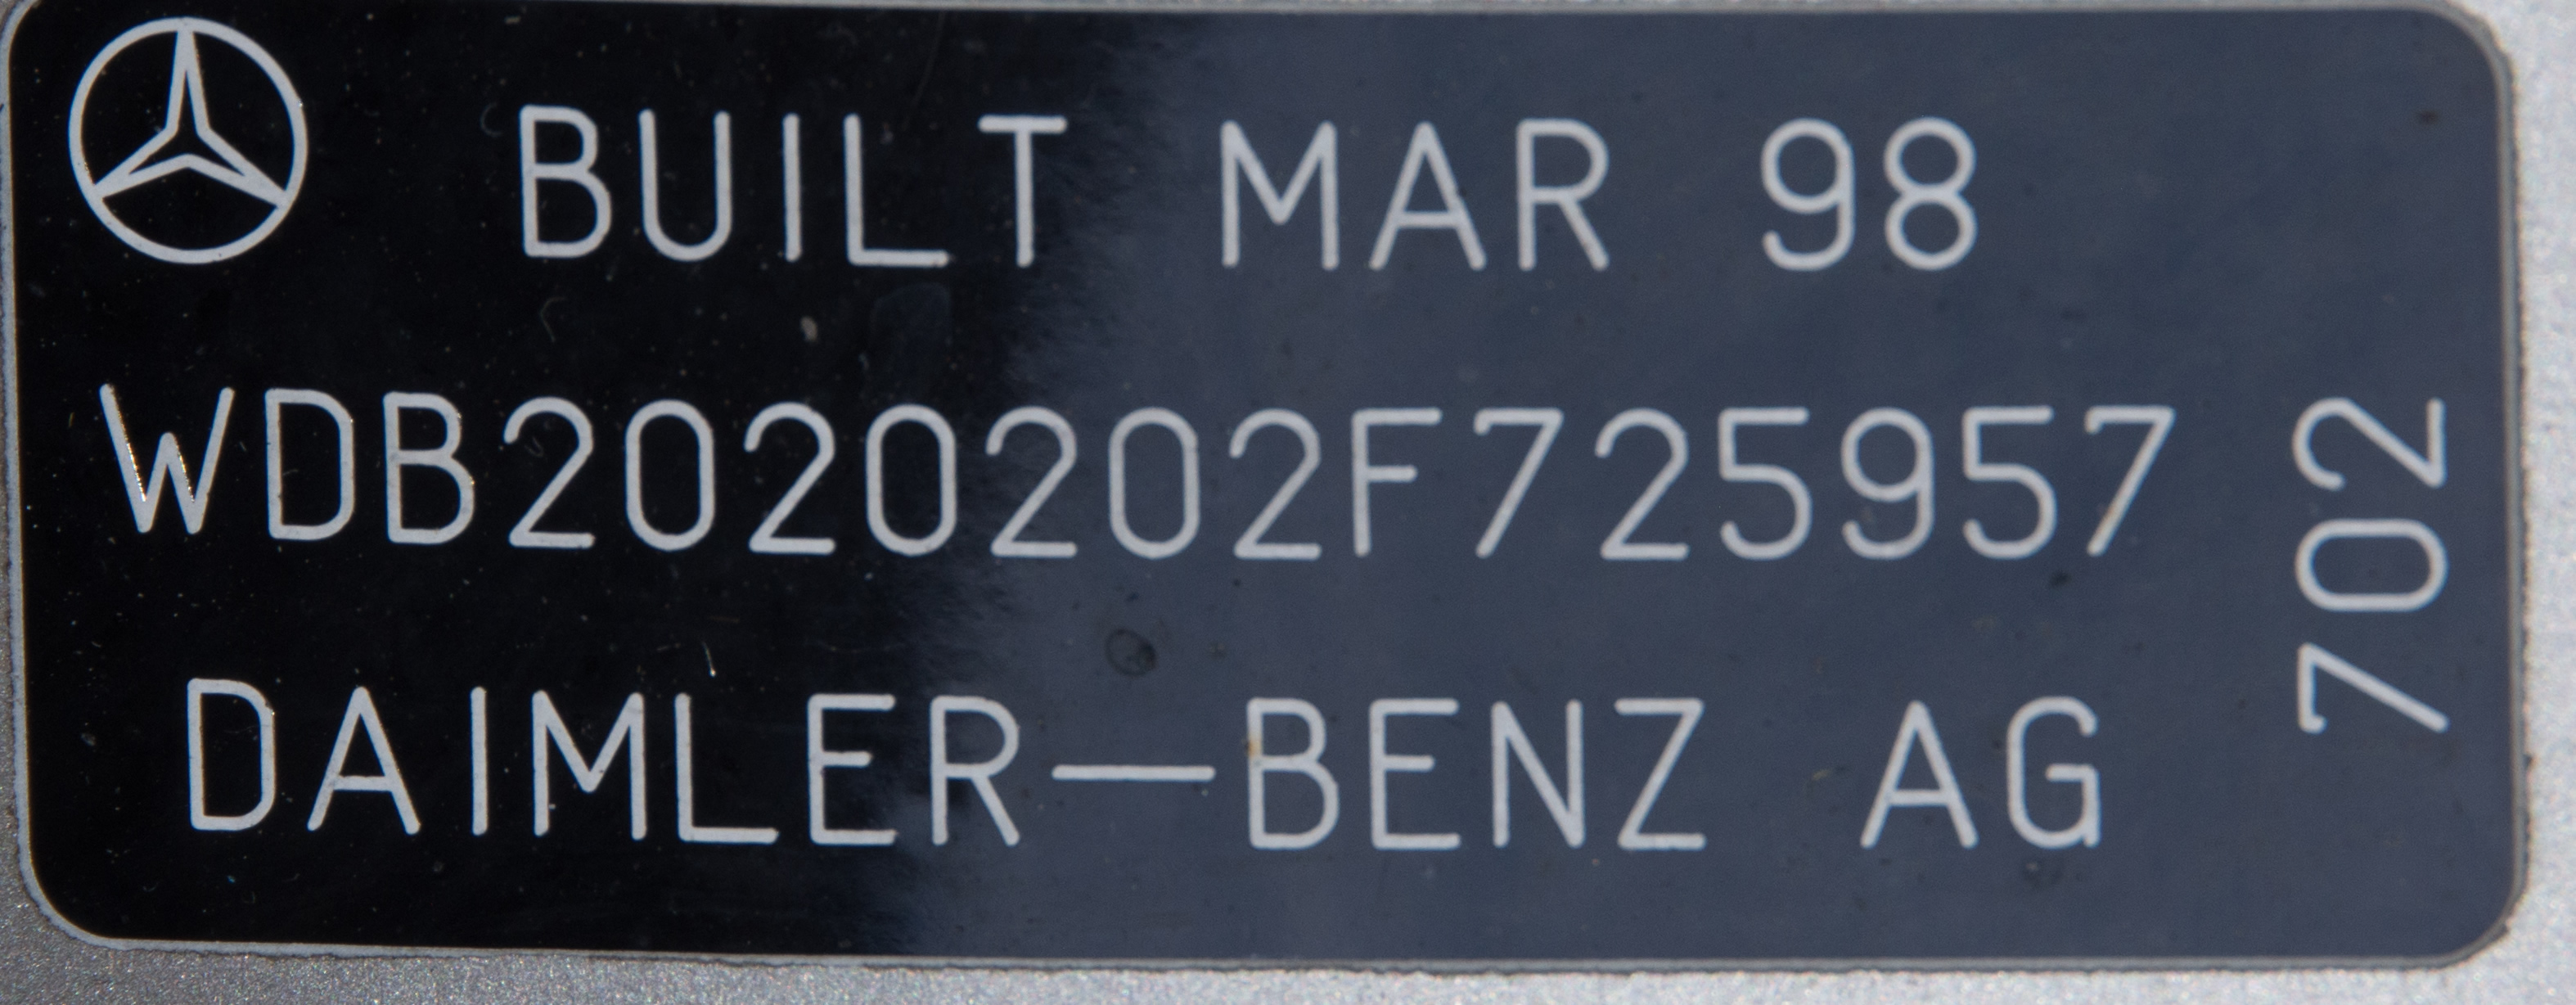 BUILT MAR 98
WDB2020202F725957
DAIMLER—BENZ AG
702